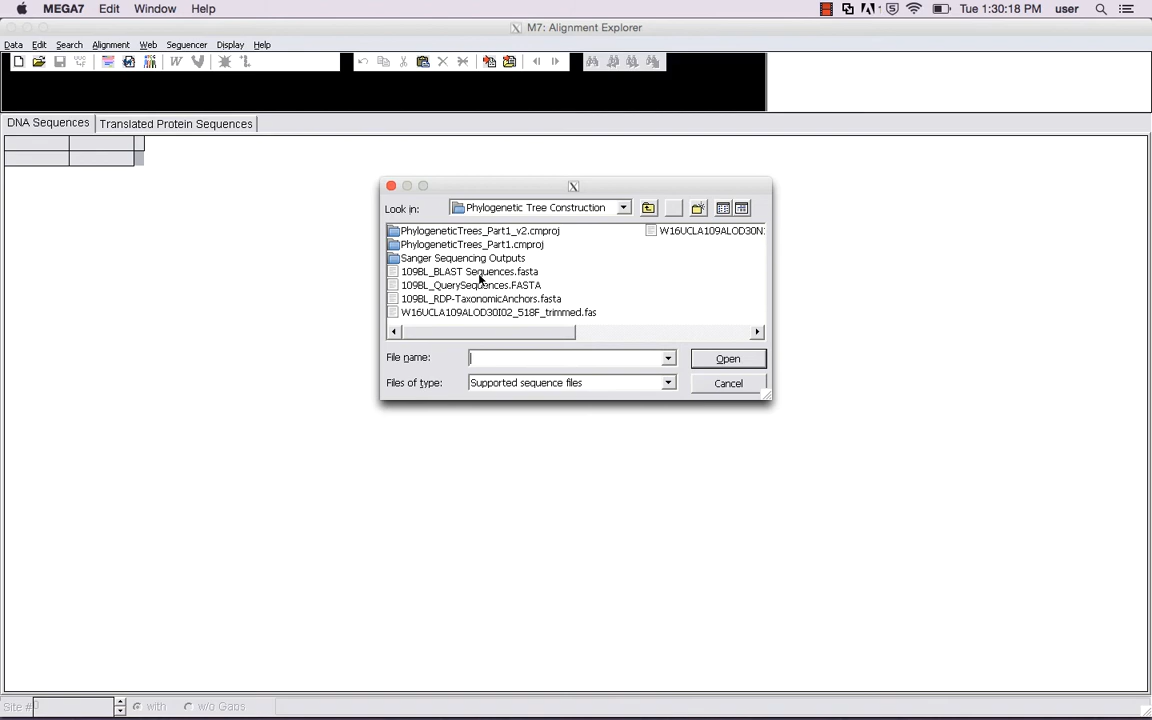 MEGA7 Edit Window Help
5 Tue 1:30:18 PM user
M7: Alignment Explorer
Data Edit Search Alignment Web Sequencer Display Help
W
DNA Sequences Translated Protein Sequences
Look in: Phylogenetic Tree Construction
PhylogeneticTrees_Part1_v2.cmproj W16UCLA109ALOD30N
PhylogeneticTrees_Part1.cmproj
Sanger Sequencing Outputs
109BL_BLAST Sequences.fasta
109BL_QuerySequences.FASTA
109BL_RDP-TaxonomicAnchors.fasta
W16UCLA109ALOD30I02_518F_trimmed.fas
File name: Open
Files of type: Supported sequence files Cancel
Site # with w/o Gaps